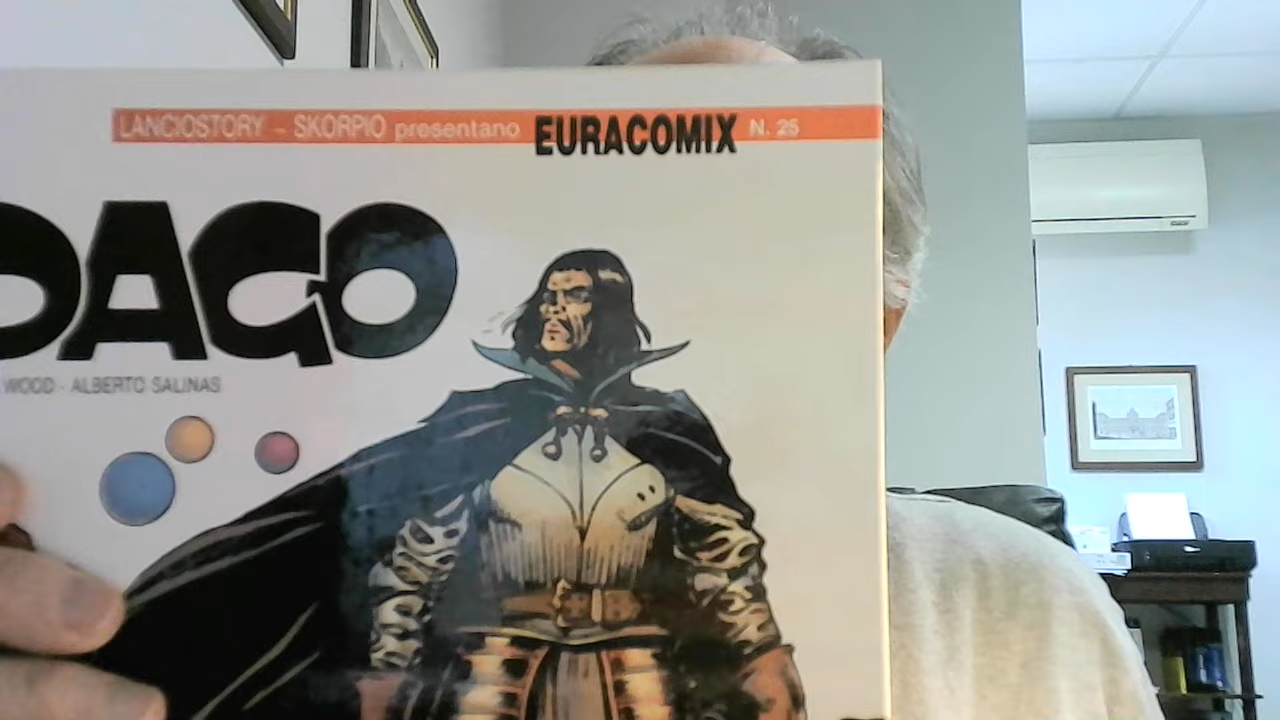 LANCIOSTORY - SKORPIO presentano EURACOMIX N. 25
DAGO
WOOD - ALBERTO SALINAS